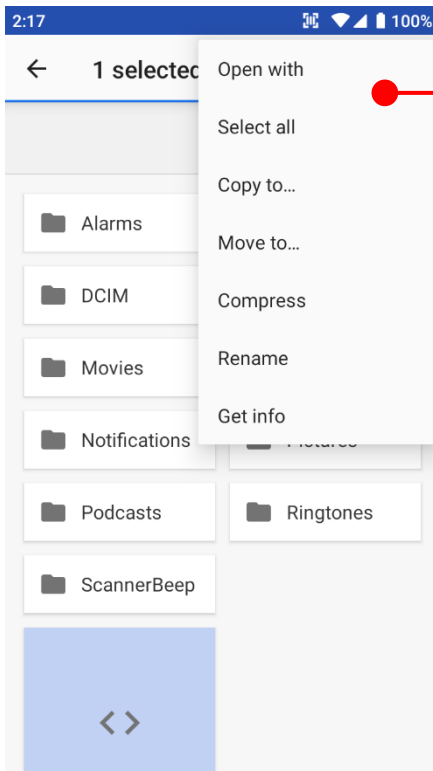 2:17 100%
1 selected
Open with
Select all
Copy to…
Move to…
Compress
Rename
Get info
Alarms
DCIM
Movies
Notifications
Podcasts Ringtones
ScannerBeep